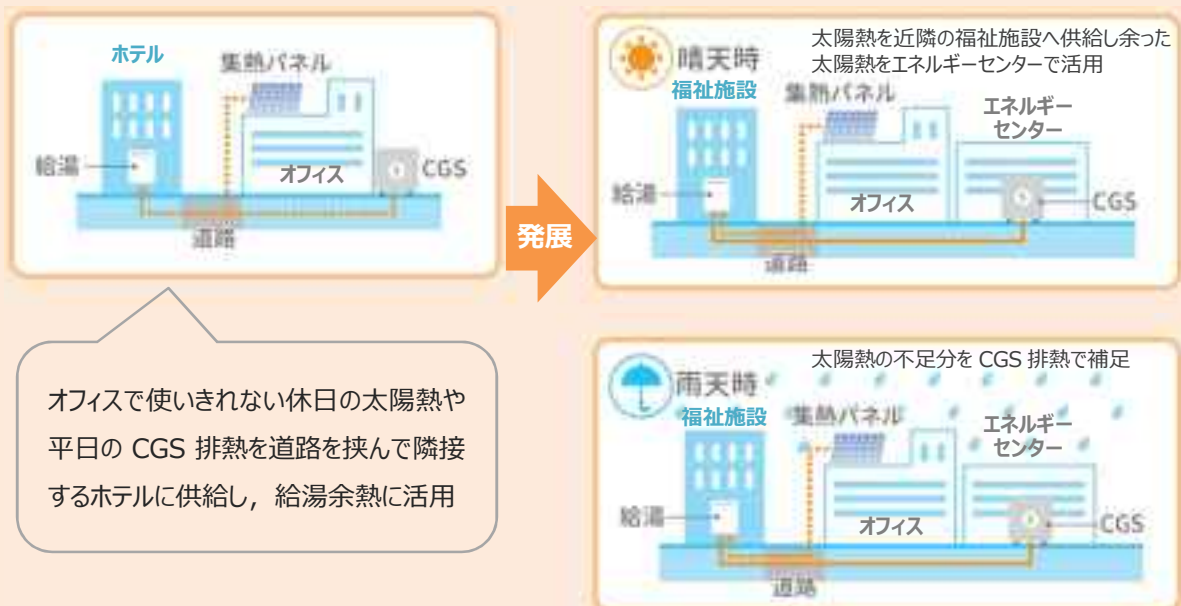 ホテル
集熱パネル
給湯
オフィス
CGS
道路
オフィスで使いきれない休日の太陽熱や
平日の CGS 排熱を道路を挟んで隣接
するホテルに供給し，給湯余熱に活用
発展
晴天時
太陽熱を近隣の福祉施設へ供給し余った
太陽熱をエネルギーセンターで活用
福祉施設
集熱パネル
エネルギー
センター
給湯
オフィス
CGS
道路
雨天時
太陽熱の不足分を CGS 排熱で補足
福祉施設
集熱パネル
エネルギー
センター
給湯
オフィス
CGS
道路